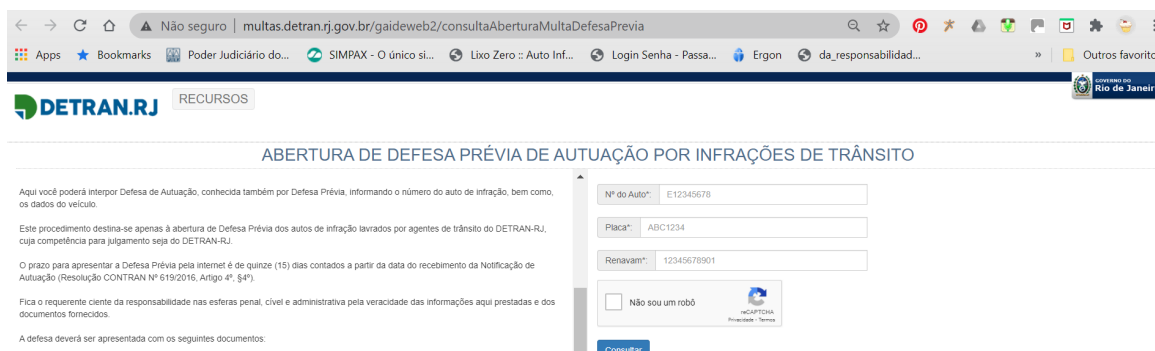 Não seguro | multas.detran.rj.gov.br/gaideweb2/consultaAberturaMultaDefesaPrevia
Apps Bookmarks Poder Judiciário do... SIMPAX - O único si... Lixo Zero :: Auto Inf... Login Senha - Passa... Ergon da_responsabilidad... » Outros favorito
GOVERNO DO
Rio de Janeir
DETRAN.RJ RECURSOS
ABERTURA DE DEFESA PRÉVIA DE AUTUAÇÃO POR INFRAÇÕES DE TRÂNSITO
Aqui você poderá interpor Defesa de Autuação, conhecida também por Defesa Prévia, informando o número do auto de infração, bem como,
os dados do veículo.
Este procedimento destina-se apenas à abertura de Defesa Prévia dos autos de infração lavrados por agentes de trânsito do DETRAN-RJ,
cuja competência para julgamento seja do DETRAN-RJ.
O prazo para apresentar a Defesa Prévia pela internet é de quinze (15) dias contados a partir da data do recebimento da Notificação de
Autuação (Resolução CONTRAN Nº 619/2016, Artigo 4º, §4º).
Fica o requerente ciente da responsabilidade nas esferas penal, cível e administrativa pela veracidade das informações aqui prestadas e dos
documentos fornecidos.
A defesa deverá ser apresentada com os seguintes documentos:
Nº do Auto*: E12345678
Placa*: ABC1234
Renavam*: 12345678901
Não sou um robô
reCAPTCHA
Privacidade - Termos
Consultar